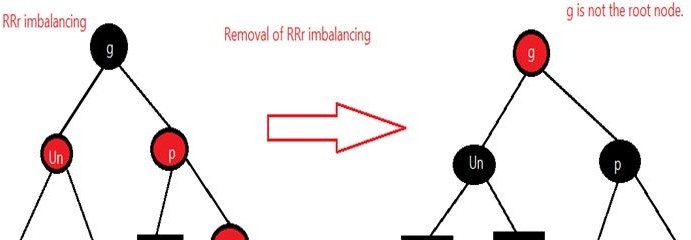 RRr imbalancing
Removal of RRr imbalancing
g is not the root node.
g
Un
p
g
Un
p